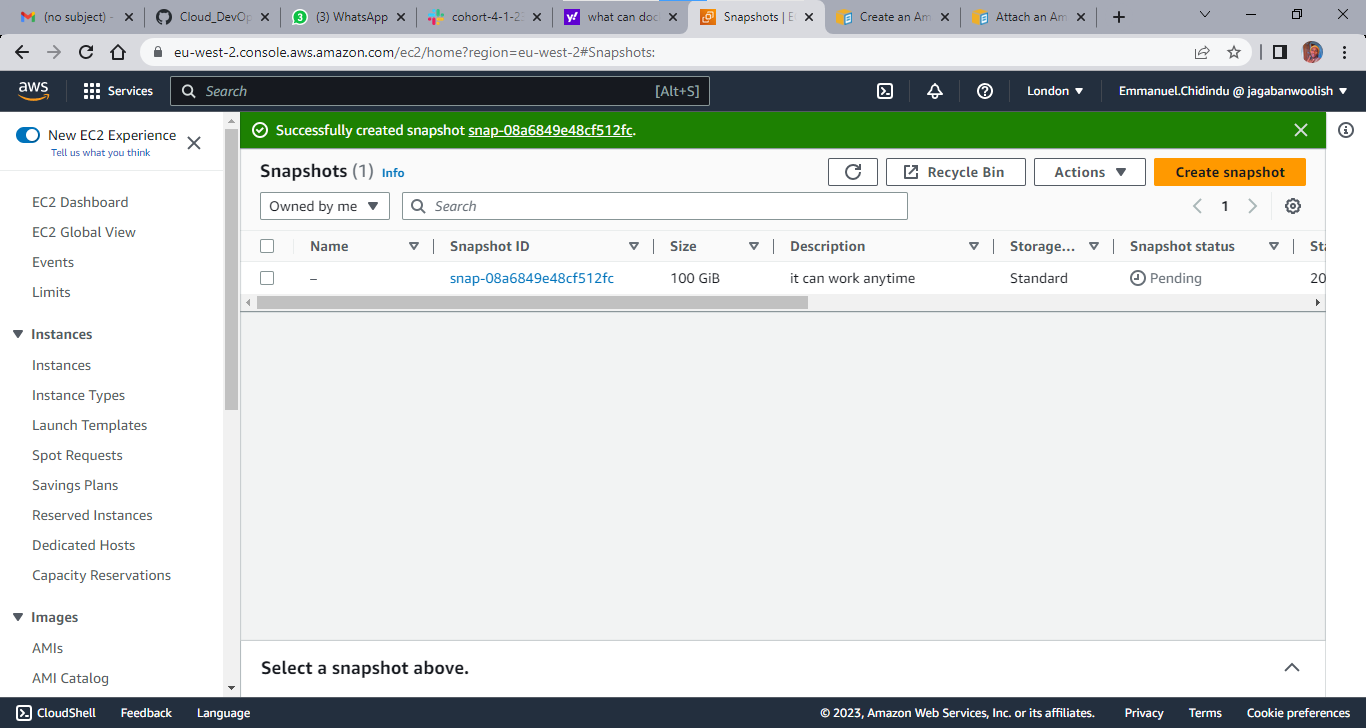 (no subject) -
Cloud_DevOp
(3) WhatsApp
cohort-4-1-23
what can doc
Snapshots | E
Create an Am
Attach an Am
eu-west-2.console.aws.amazon.com/ec2/home?region=eu-west-2#Snapshots:
aws
Services
Search
[Alt+S]
London
Emmanuel.Chidindu @ jagabanwoolish
New EC2 Experience
Tell us what you think
EC2 Dashboard
EC2 Global View
Events
Limits
Instances
Instances
Instance Types
Launch Templates
Spot Requests
Savings Plans
Reserved Instances
Dedicated Hosts
Capacity Reservations
Images
AMIs
AMI Catalog
Successfully created snapshot snap-08a6849e48cf512fc.
Snapshots (1) Info
Recycle Bin
Actions
Create snapshot
Owned by me
Search
1
Name Snapshot ID Size Description Storage... Snapshot status Sta
– snap-08a6849e48cf512fc 100 GiB it can work anytime Standard Pending 20
Select a snapshot above.
CloudShell Feedback Language © 2023, Amazon Web Services, Inc. or its affiliates. Privacy Terms Cookie preferences